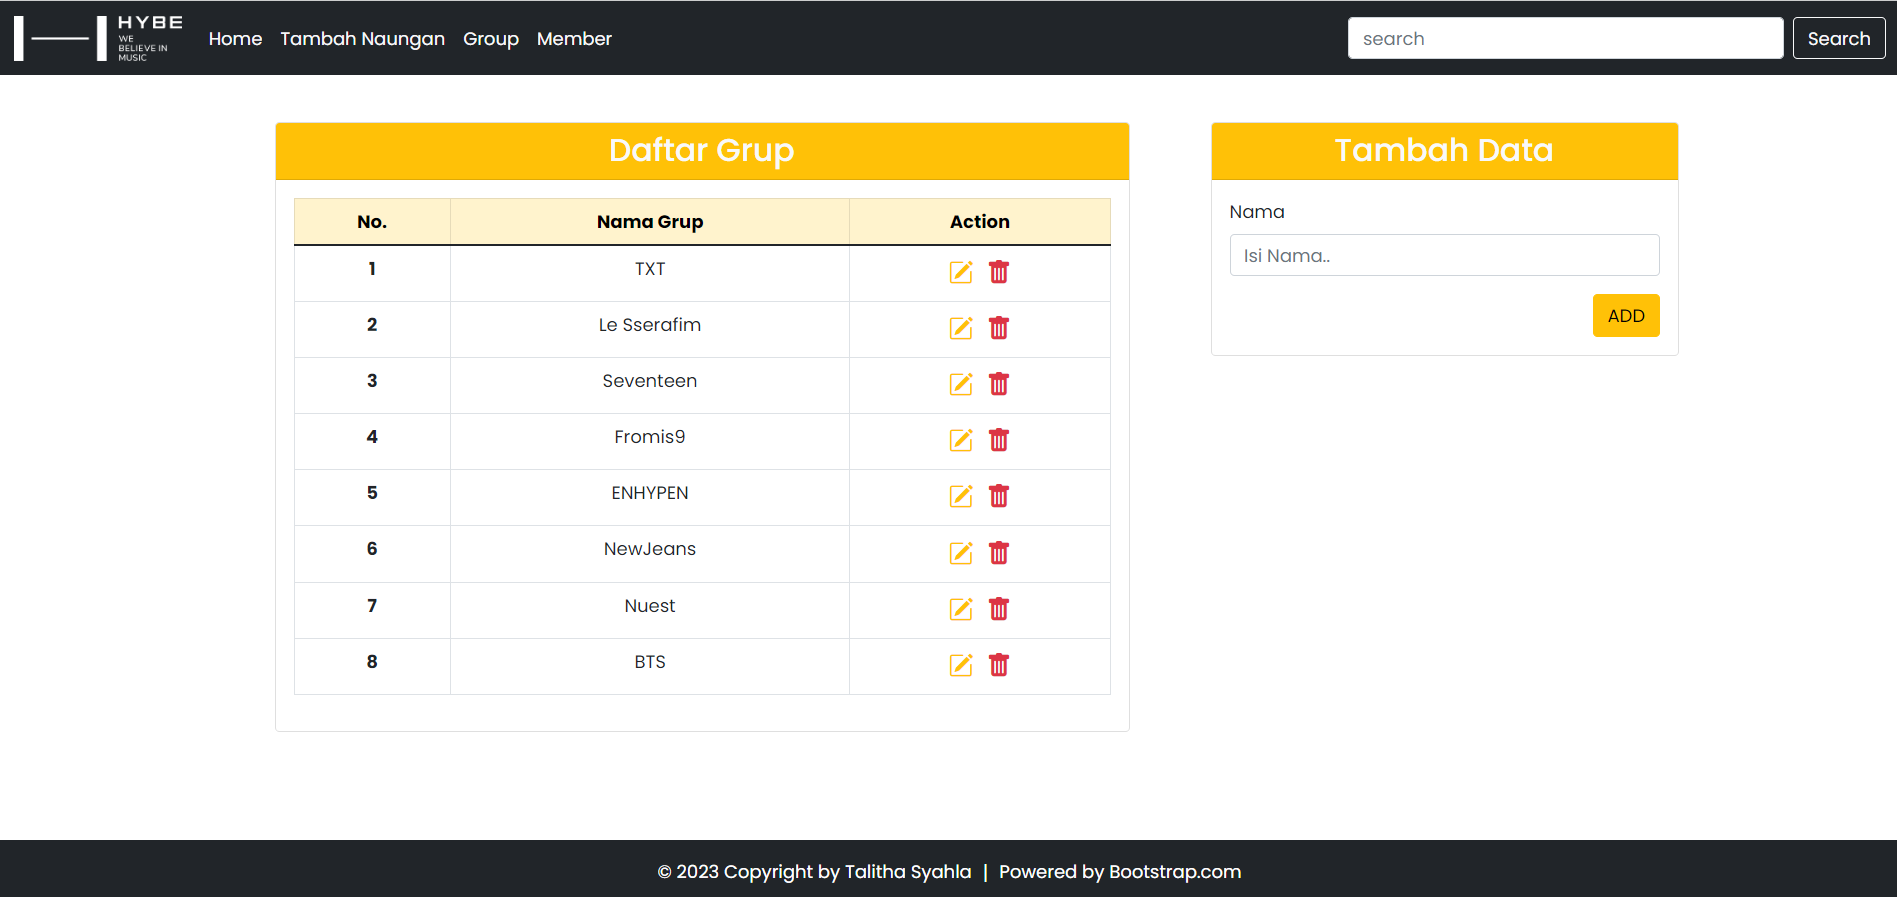 HYBE
WE
BELIEVE IN
MUSIC
Home Tambah Naungan Group Member
search Search
Daftar Grup
No. Nama Grup Action
1 TXT
2 Le Sserafim
3 Seventeen
4 Fromis9
5 ENHYPEN
6 NewJeans
7 Nuest
8 BTS
Tambah Data
Nama
Isi Nama..
ADD
© 2023 Copyright by Talitha Syahla | Powered by Bootstrap.com